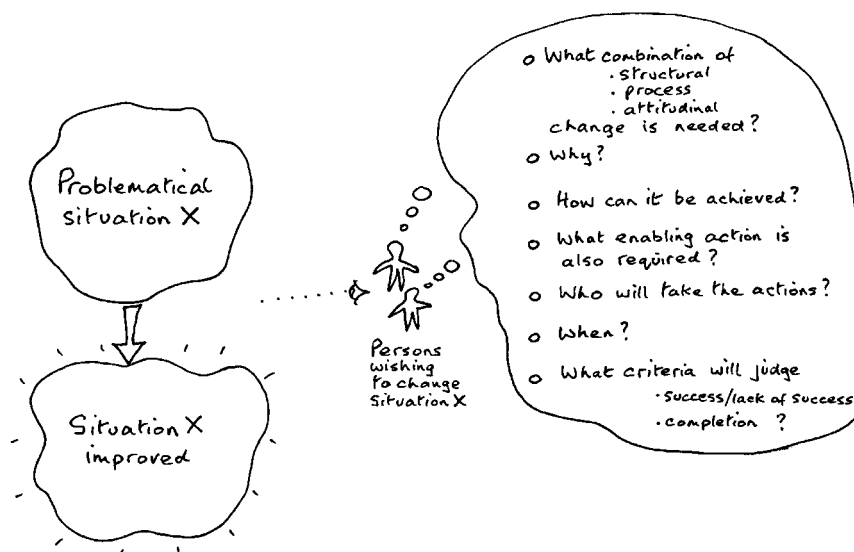 Problematical
situation X
Situation X
improved
Persons
wishing
to change
Situation X
What combination of
· structural
· process
· attitudinal
change is needed?
Why?
How can it be achieved?
What enabling action is
also required?
Who will take the actions?
When?
What criteria will judge
· success/lack of success
· completion ?